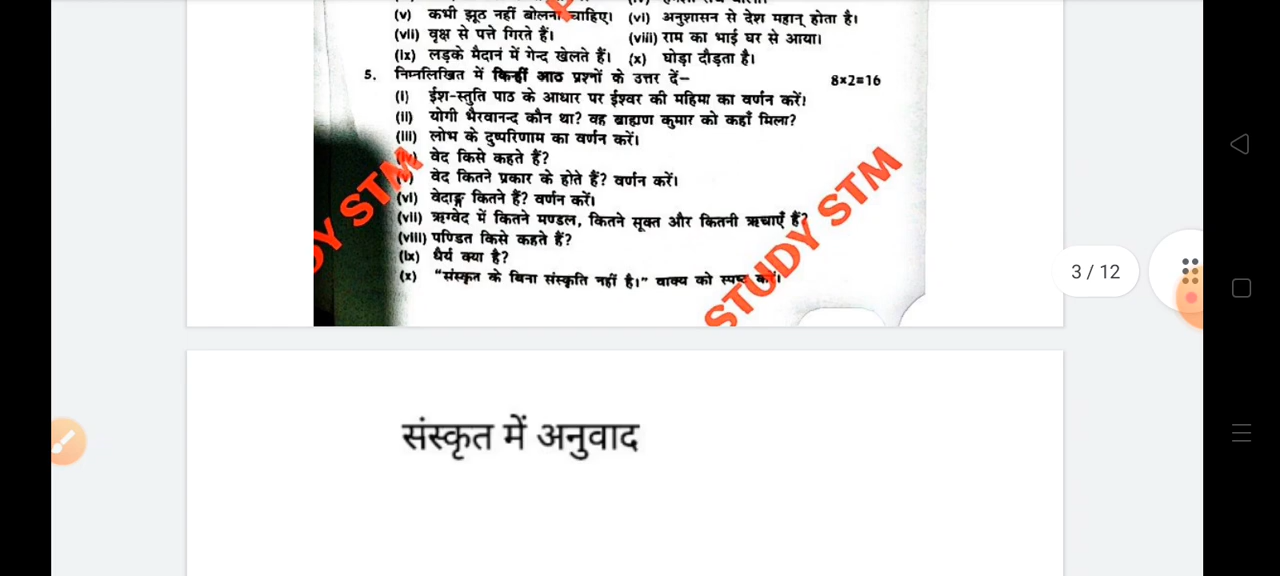 (v) कभी झूठ नहीं बोलना चाहिए। (vi) अनुशासन से देश महान् होता है।
(vii) वृक्ष से पत्ते गिरते हैं। (viii) राम का भाई घर से आया।
(ix) लड़के मैदान में गेन्द खेलते हैं। (x) घोड़ा दौड़ता है।
5. निम्नलिखित में किन्हीं आठ प्रश्नों के उत्तर दें– 8×2=16
(i) ईश-स्तुति पाठ के आधार पर ईश्वर की महिमा का वर्णन करें।
(ii) योगी भैरवानन्द कौन था? वह ब्राह्मण कुमार को कहाँ मिला?
(iii) लोभ के दुष्परिणाम का वर्णन करें।
(iv) वेद किसे कहते हैं?
(v) वेद कितने प्रकार के होते हैं? वर्णन करें।
(vi) वेदाङ्ग कितने हैं? वर्णन करें।
(vii) ऋग्वेद में कितने मण्डल, कितने सूक्त और कितनी ऋचाएँ हैं?
(viii) पण्डित किसे कहते हैं?
(ix) धैर्य क्या है?
(x) “संस्कृत के बिना संस्कृति नहीं है।” वाक्य को स्पष्ट करें।
DY STM
STUDY STM
3 / 12
संस्कृत में अनुवाद